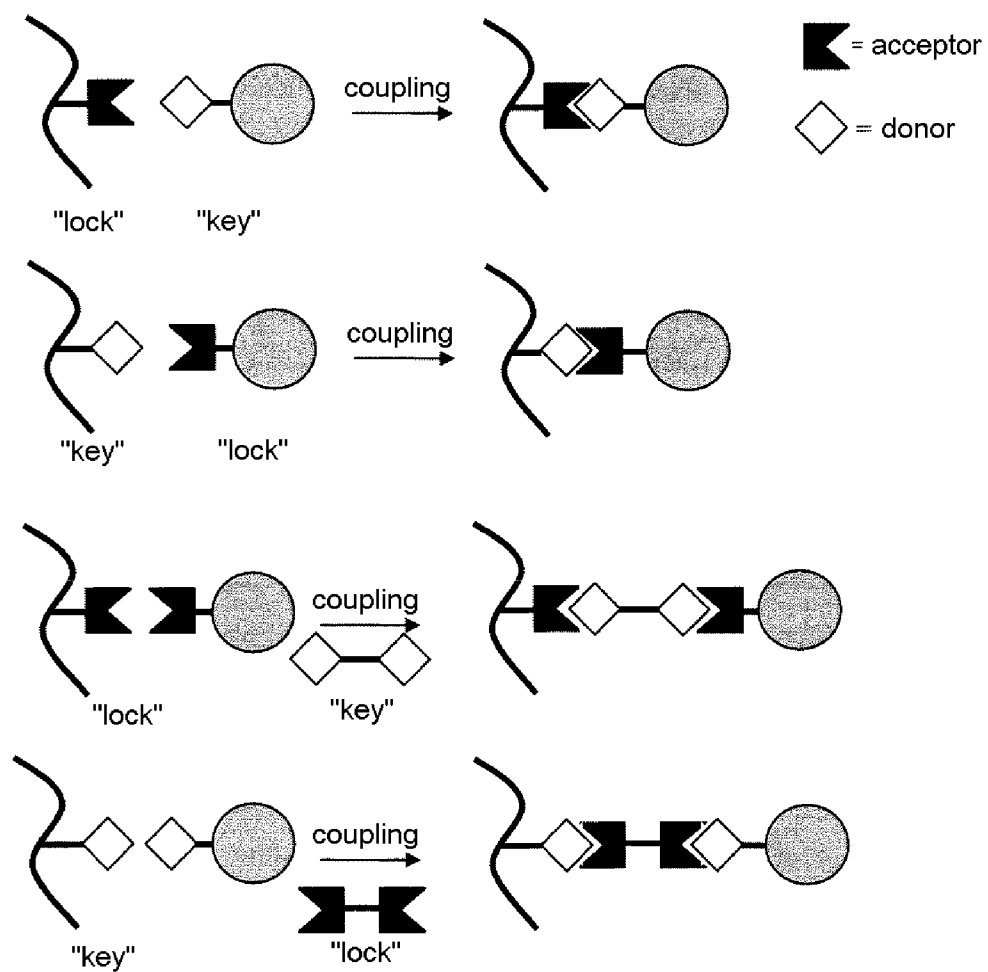 coupling
= acceptor
= donor
"lock" "key"
coupling
"key" "lock"
coupling
"lock" "key"
coupling
"key" "lock"